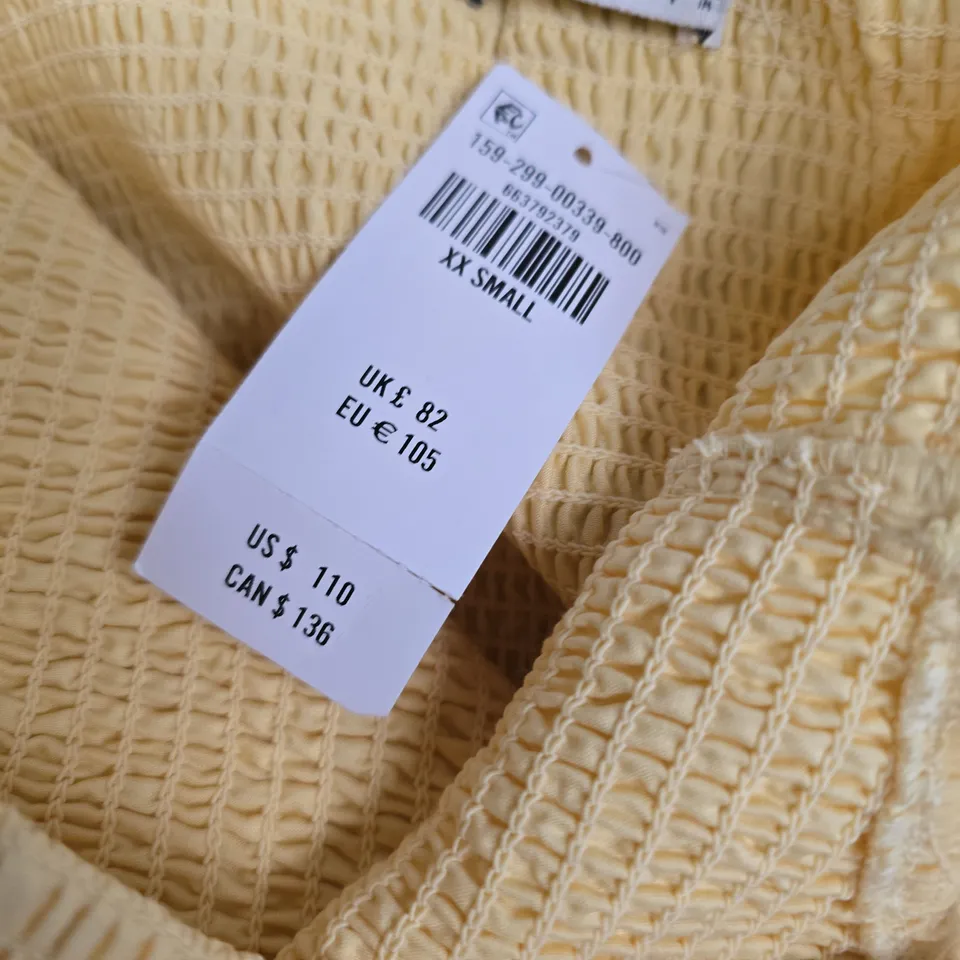 159-299-00339-800
663792379
XX SMALL
UK £ 82
EU € 105
US $ 110
CAN $ 136